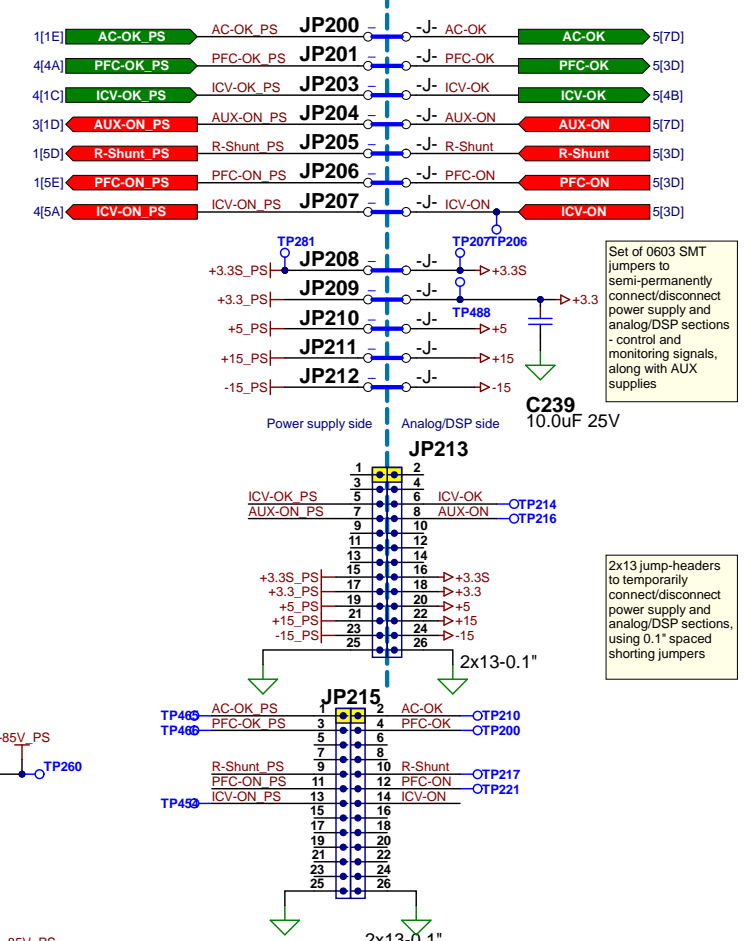 1[1E] AC-OK_PS AC-OK_PS JP200 -J- AC-OK AC-OK 5[7D]
4[4A] PFC-OK_PS PFC-OK_PS JP201 -J- PFC-OK PFC-OK 5[3D]
4[1C] ICV-OK_PS ICV-OK_PS JP203 -J- ICV-OK ICV-OK 5[4B]
3[1D] AUX-ON_PS AUX-ON_PS JP204 -J- AUX-ON AUX-ON 5[7D]
1[5D] R-Shunt_PS R-Shunt_PS JP205 -J- R-Shunt R-Shunt 5[3D]
1[5E] PFC-ON_PS PFC-ON_PS JP206 -J- PFC-ON PFC-ON 5[3D]
4[5A] ICV-ON_PS ICV-ON_PS JP207 -J- ICV-ON ICV-ON 5[3D]
TP281 TP207 TP206
+3.3S_PS JP208 -J- +3.3S
+3.3_PS JP209 -J- +3.3
TP488
+5_PS JP210 -J- +5
+15_PS JP211 -J- +15
-15_PS JP212 -J- -15
C239
10.0uF 25V
Set of 0603 SMT
jumpers to
semi-permanently
connect/disconnect
power supply and
analog/DSP sections
- control and
monitoring signals,
along with AUX
supplies
Power supply side Analog/DSP side
JP213
1 2
3 4
ICV-OK_PS 5 6 ICV-OK TP214
AUX-ON_PS 7 8 AUX-ON TP216
9 10
11 12
13 14
+3.3S_PS 15 16 +3.3S
+3.3_PS 17 18 +3.3
+5_PS 19 20 +5
+15_PS 21 22 +15
-15_PS 23 24 -15
25 26
2x13-0.1"
2x13 jump-headers
to temporarily
connect/disconnect
power supply and
analog/DSP sections,
using 0.1" spaced
shorting jumpers
JP215
TP465 AC-OK_PS 1 2 AC-OK TP210
TP466 PFC-OK_PS 3 4 PFC-OK TP200
5 6
7 8
R-Shunt_PS 9 10 R-Shunt TP217
PFC-ON_PS 11 12 PFC-ON TP221
TP454 ICV-ON_PS 13 14 ICV-ON
15 16
17 18
19 20
21 22
23 24
25 26
2x13-0.1"
-85V_PS
TP260
85V_PS